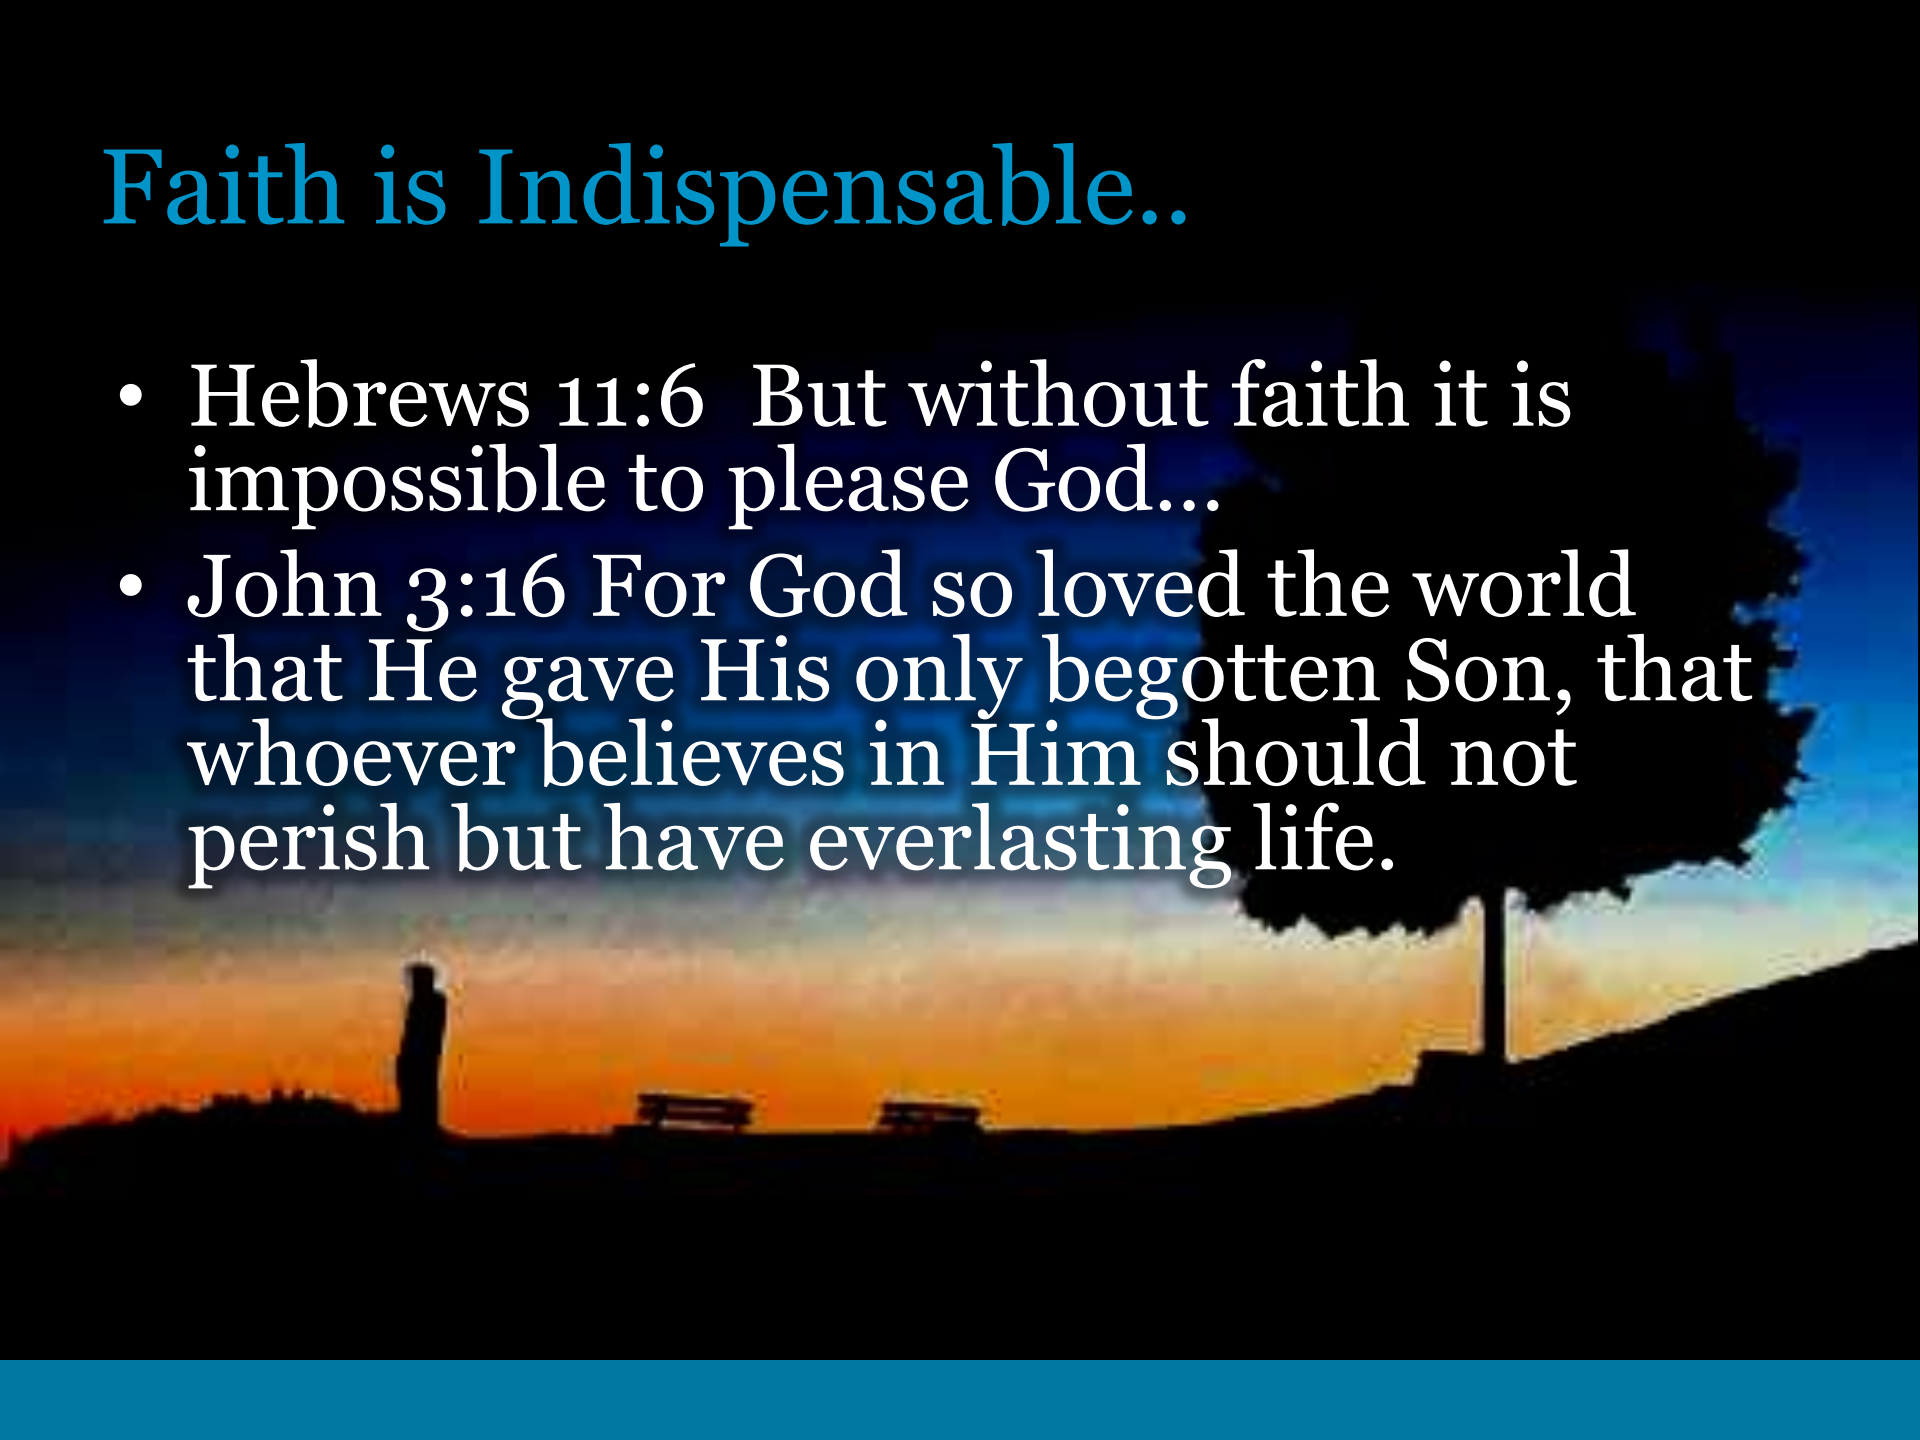 Faith is Indispensable..
• Hebrews 11:6  But without faith it is
impossible to please God...
• John 3:16 For God so loved the world
that He gave His only begotten Son, that
whoever believes in Him should not
perish but have everlasting life.